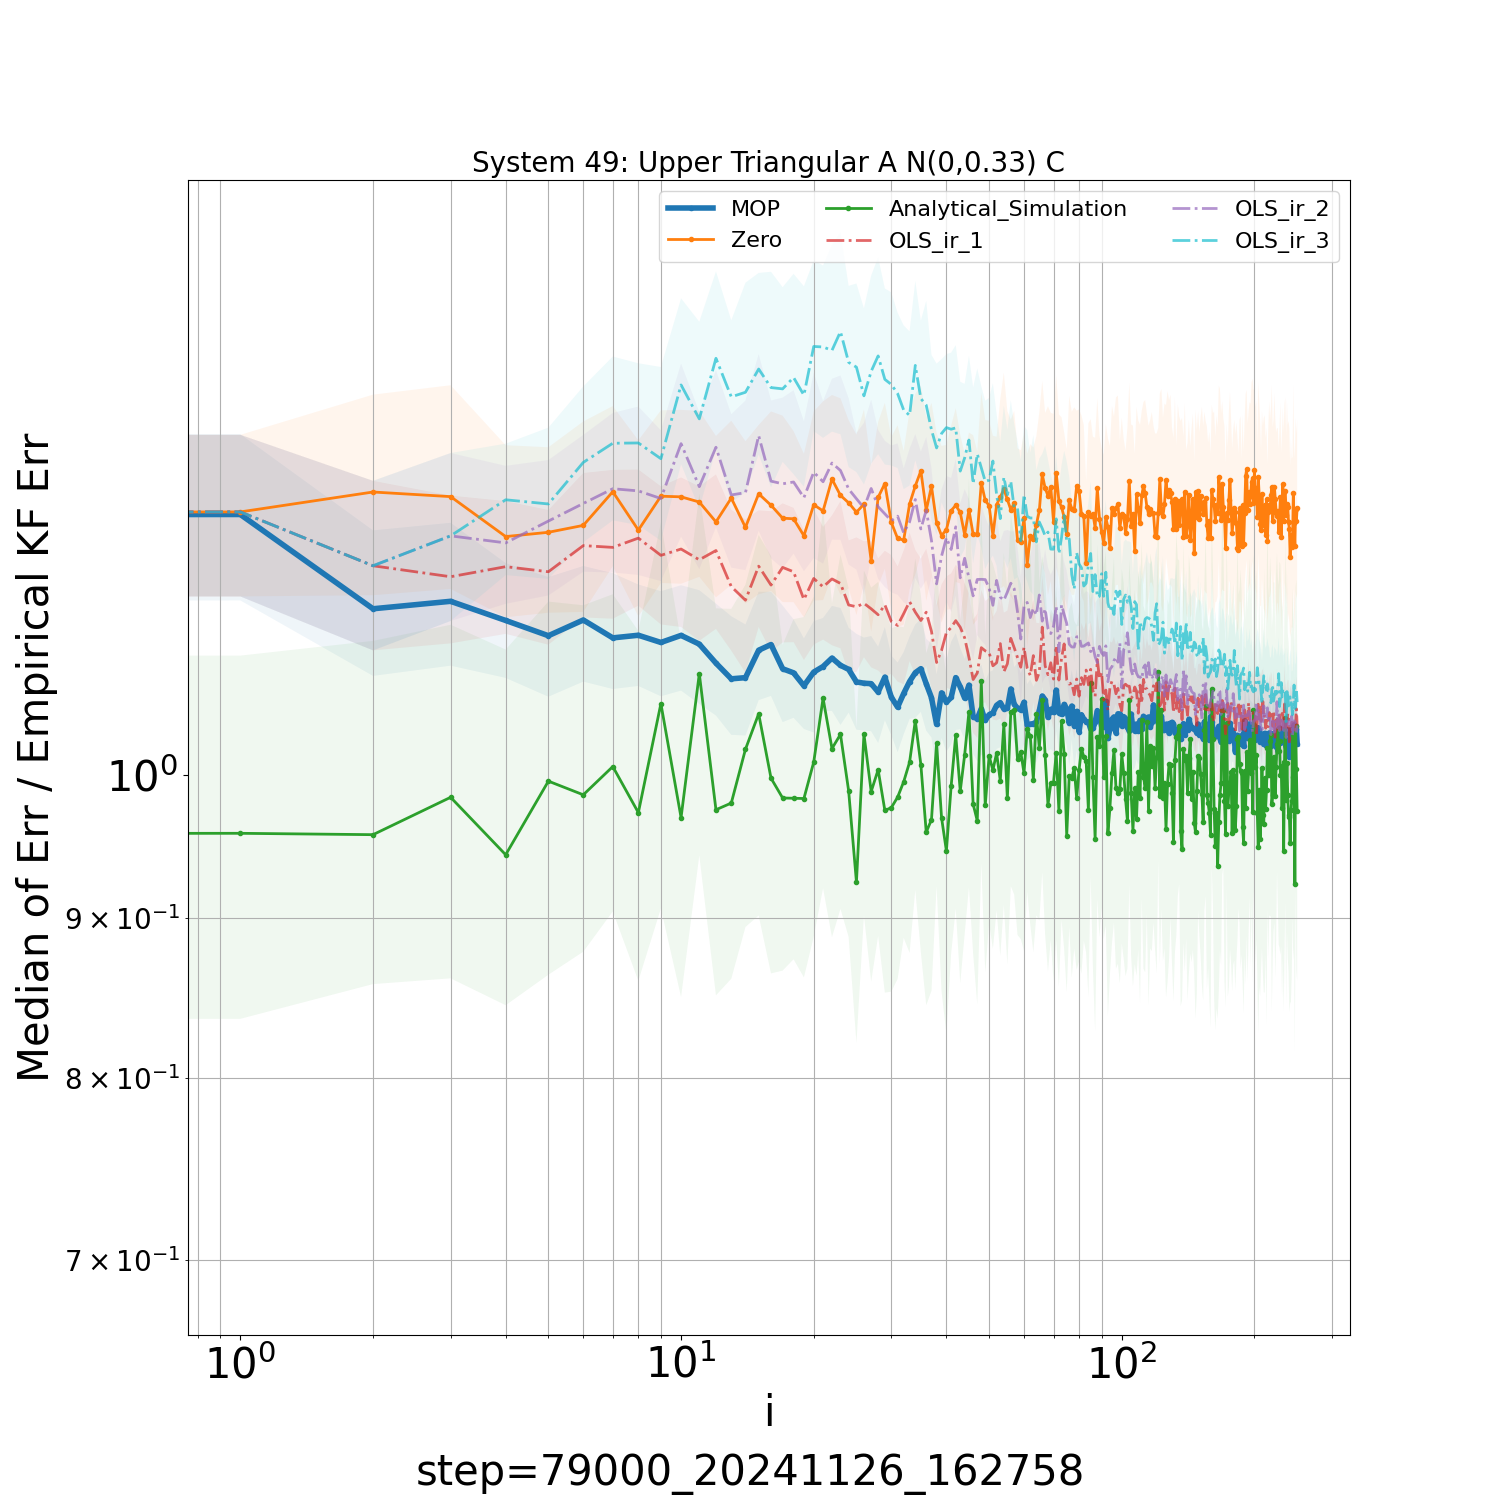 System 49: Upper Triangular A N(0,0.33) C
MOP
Zero
Analytical_Simulation
OLS_ir_1
OLS_ir_2
OLS_ir_3
Median of Err / Empirical KF Err
10⁰
9 × 10⁻¹
8 × 10⁻¹
7 × 10⁻¹
10⁰ 10¹ 10²
i
step=79000_20241126_162758